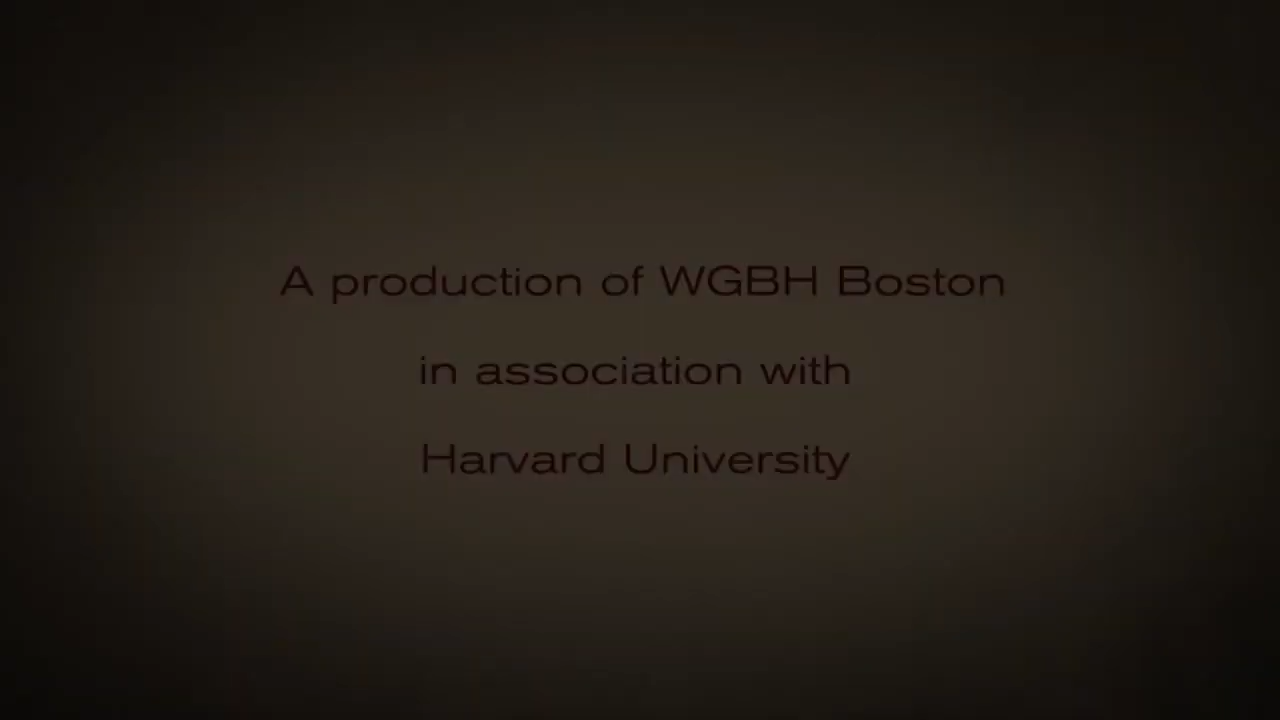 A production of WGBH Boston
in association with
Harvard University